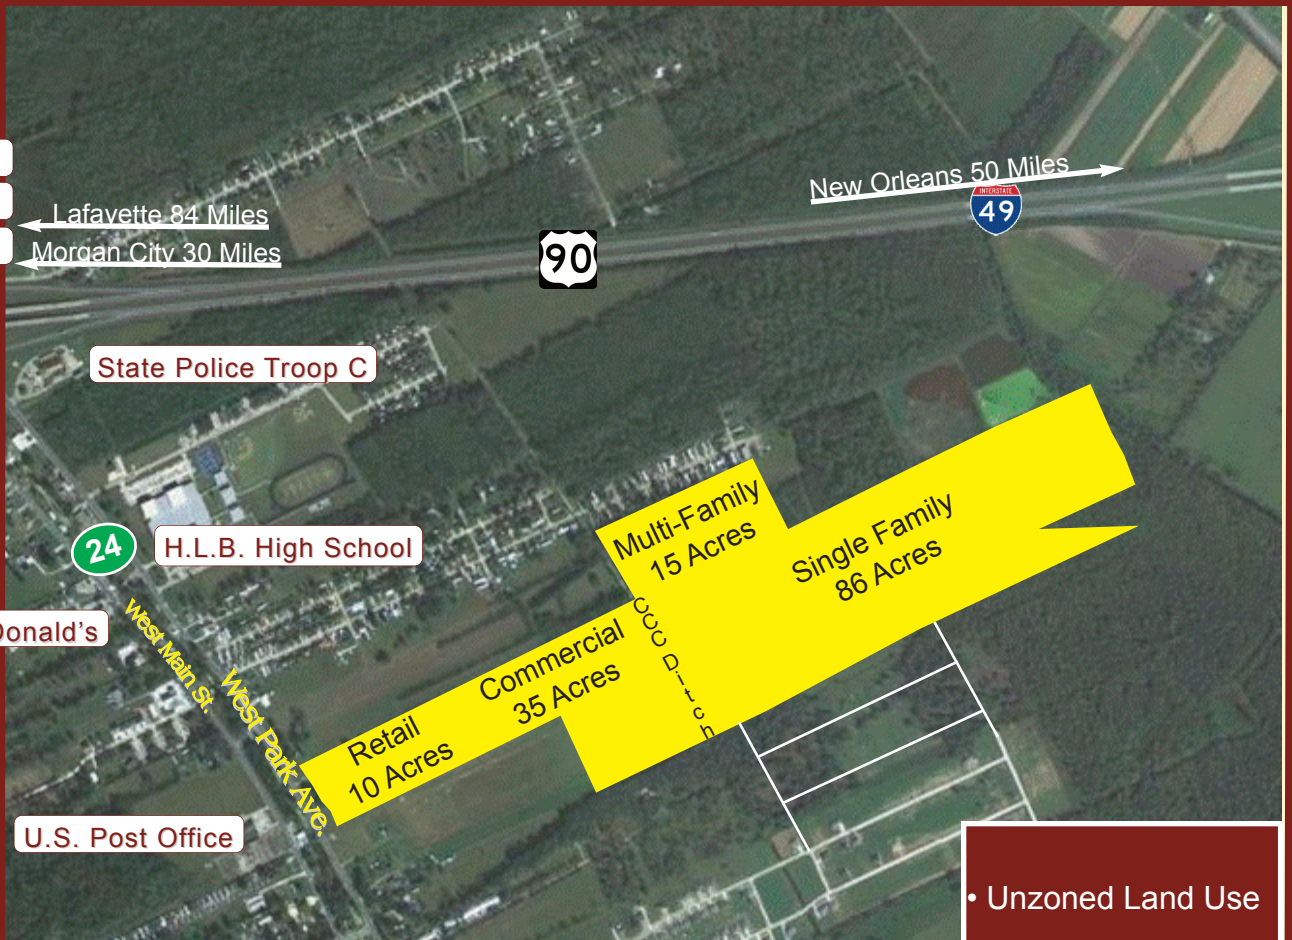 New Orleans 50 Miles
INTERSTATE
49
Lafayette 84 Miles
Morgan City 30 Miles
90
State Police Troop C
24
H.L.B. High School
Donald's
West Main St.
West Park Ave.
U.S. Post Office
Multi-Family
15 Acres
Single Family
86 Acres
CCC Ditch
Commercial
35 Acres
Retail
10 Acres
• Unzoned Land Use